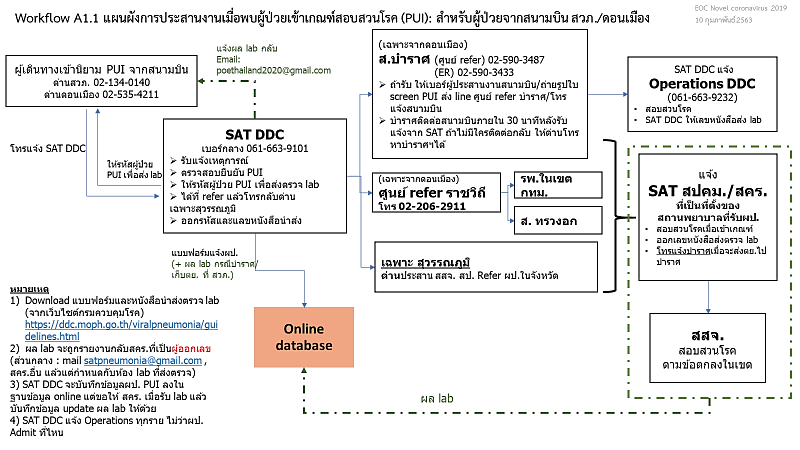 Workflow A1.1 แผนผังการประสานงานเมื่อพบผู้ป่วยเข้าเกณฑ์สอบสวนโรค (PUI): สำหรับผู้ป่วยจากสนามบิน สวภ./ดอนเมือง
EOC Novel coronavirus 2019
10 กุมภาพันธ์ 2563
ผู้เดินทางเข้านิยาม PUI จากสนามบิน
ด่านสวภ. 02-134-0140
ด่านดอนเมือง 02-535-4211
แจ้งผล lab กลับ
Email:
poethailand2020@gmail.com
โทรแจ้ง SAT DDC
ให้รหัสผู้ป่วย
PUI เพื่อส่ง lab
SAT DDC
เบอร์กลาง 061-663-9101
➢ รับแจ้งเหตุการณ์
➢ ตรวจสอบยืนยัน PUI
➢ ให้รหัสผู้ป่วย PUI เพื่อส่งตรวจ lab
➢ ได้ที่ refer แล้วโทรกลับด่าน
เฉพาะสุวรรณภูมิ
➢ ออกรหัสและเลขหนังสือนำส่ง
(เฉพาะจากดอนเมือง)
ส.บำราศ (ศูนย์ refer) 02-590-3487
(ER) 02-590-3433
➢ ถ้ารับ ให้เบอร์ผู้ประสานงานสนามบิน/ถ่ายรูปใบ
screen PUI ส่ง line ศูนย์ refer บำราศ/โทร
แจ้งสนามบิน
➢ บำราศติดต่อสนามบินภายใน 30 นาทีหลังรับ
แจ้งจาก SAT ถ้าไม่มีใครติดต่อกลับ ให้ด่านโทร
หาบำราศฯได้
(เฉพาะจากดอนเมือง)
ศูนย์ refer ราชวิถี
โทร 02-206-2911
รพ.ในเขต
กทม.
ส. ทรวงอก
เฉพาะ สุวรรณภูมิ
ด่านประสาน สสจ. สป. Refer ผป.ในจังหวัด
SAT DDC แจ้ง
Operations DDC
(061-663-9232)
• สอบสวนโรค
• SAT DDC ให้เลขหนังสือส่ง lab
แจ้ง
SAT สปคม./สคร.
ที่เป็นที่ตั้งของ
สถานพยาบาลที่รับผป.
• สอบสวนโรคเมื่อเข้าเกณฑ์
• ออกเลขหนังสือส่งตรวจ lab
• โทรแจ้งบำราศเมื่อจะส่งตย.ไป
บำราศ
สสจ.
สอบสวนโรค
ตามข้อตกลงในเขต
แบบฟอร์มแจ้งผป.
(+ ผล lab กรณีบำราศ/
เก็บตย. ที่ สวภ.)
Online
database
ผล lab
หมายเหตุ
1) Download แบบฟอร์มและหนังสือนำส่งตรวจ lab
(จากเว็บไซต์กรมควบคุมโรค)
https://ddc.moph.go.th/viralpneumonia/gui
delines.html
2) ผล lab จะถูกรายงานกลับสคร.ที่เป็นผู้ออกเลข
(ส่วนกลาง : mail satpneumonia@gmail.com ,
สคร.อื่น แล้วแต่กำหนดกับห้อง lab ที่ส่งตรวจ)
3) SAT DDC จะบันทึกข้อมูลผป. PUI ลงใน
ฐานข้อมูล online แต่ขอให้ สคร. เมื่อรับ lab แล้ว
บันทึกข้อมูล update ผล lab ให้ด้วย
4) SAT DDC แจ้ง Operations ทุกราย ไม่ว่าผป.
Admit ที่ไหน